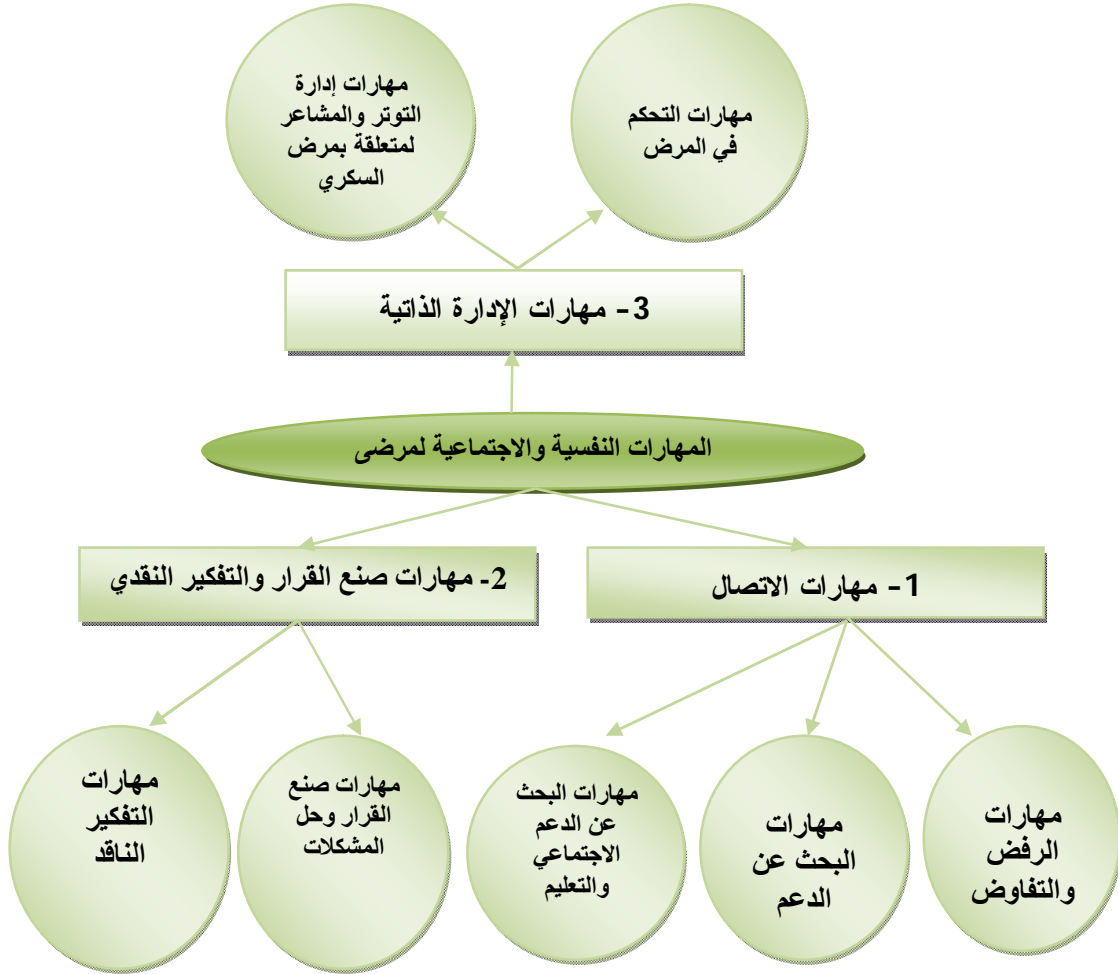 مهارات إدارة
التوتر والمشاعر
لمتعلقة بمرض
السكري
مهارات التحكم
في المرض
3- مهارات الإدارة الذاتية
المهارات النفسية والاجتماعية لمرضى
1- مهارات الاتصال
2- مهارات صنع القرار والتفكير النقدي
مهارات
الرفض
والتفاوض
مهارات
البحث عن
الدعم
مهارات البحث
عن الدعم
الاجتماعي
والتعليم
مهارات صنع
القرار وحل
المشكلات
مهارات
التفكير
الناقد